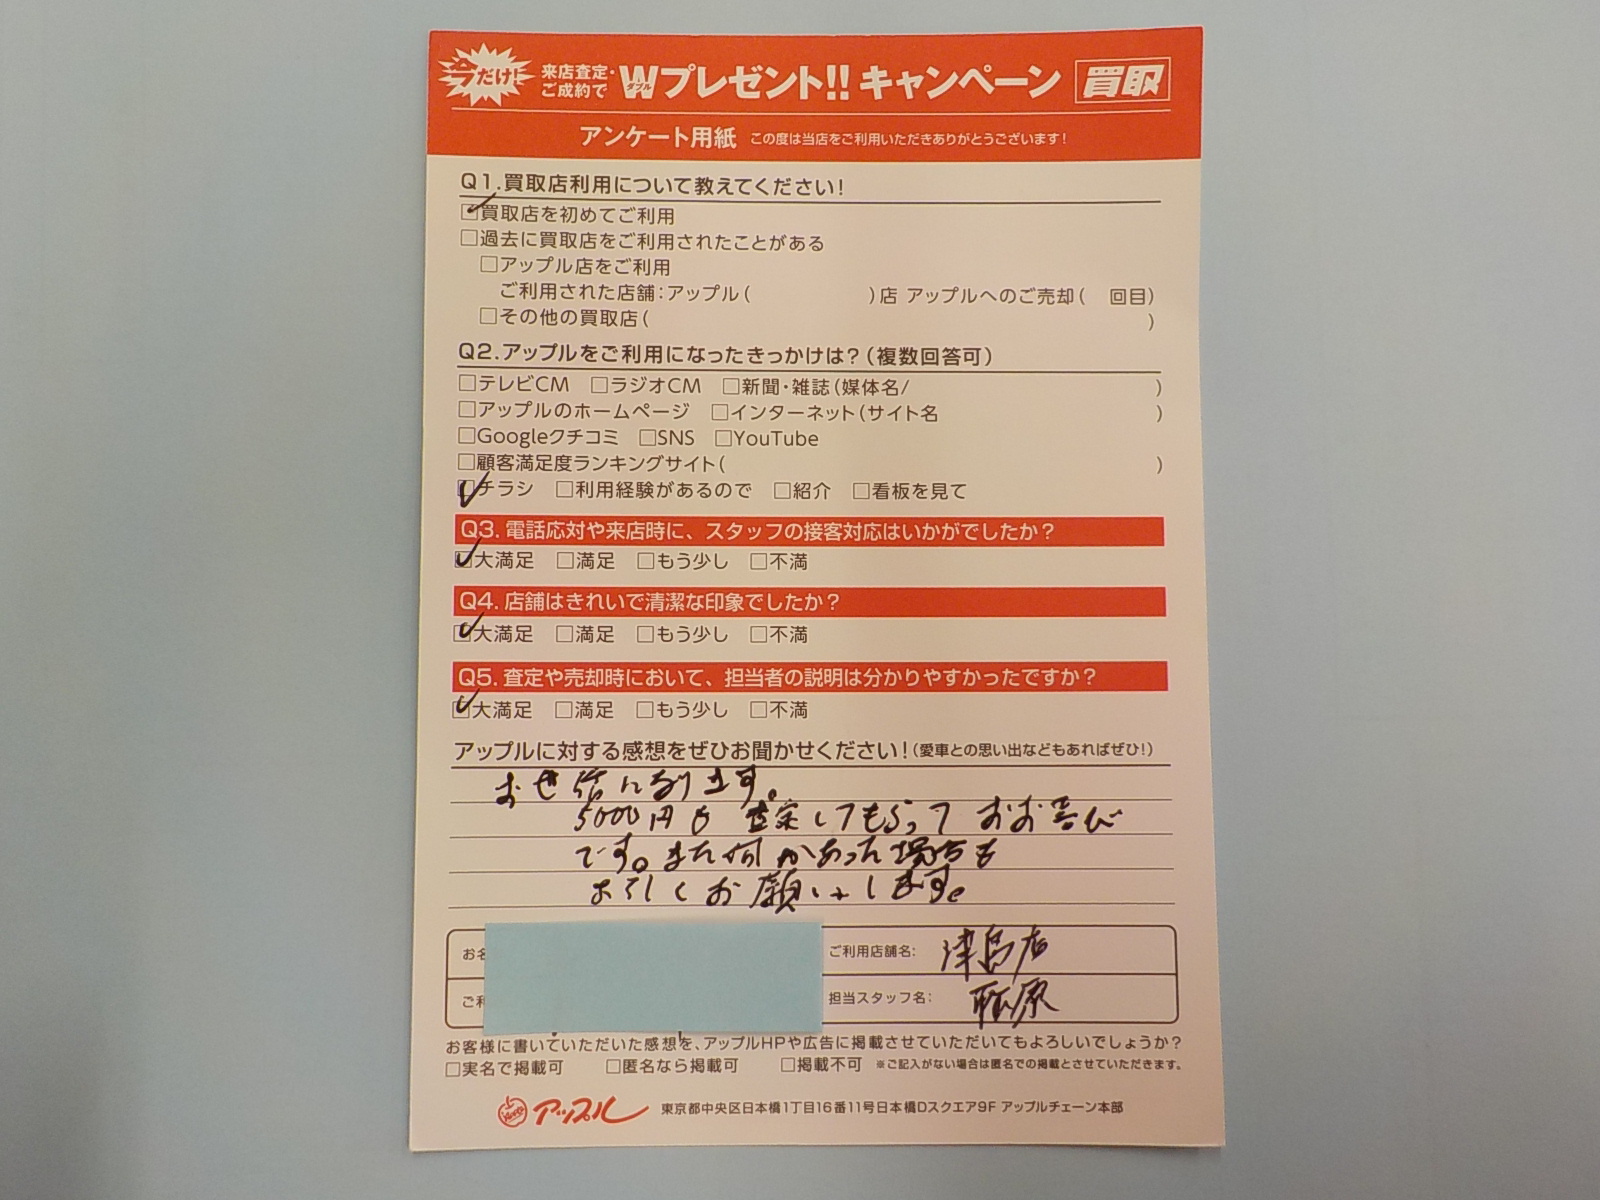 今だけ!
来店査定・
ご成約で
Wプレゼント!! キャンペーン 買取
ダブル
アンケート用紙 この度は当店をご利用いただきありがとうございます!
Q1.買取店利用について教えてください!
☑買取店を初めてご利用
□過去に買取店をご利用されたことがある
□アップル店をご利用
ご利用された店舗:アップル( )店 アップルへのご売却( 回目)
□その他の買取店( )
Q2.アップルをご利用になったきっかけは?(複数回答可)
□テレビCM □ラジオCM □新聞・雑誌(媒体名/ )
□アップルのホームページ □インターネット(サイト名 )
□Googleクチコミ □SNS □YouTube
□顧客満足度ランキングサイト( )
☑チラシ □利用経験があるので □紹介 □看板を見て
Q3. 電話応対や来店時に、スタッフの接客対応はいかがでしたか?
☑大満足 □満足 □もう少し □不満
Q4. 店舗はきれいで清潔な印象でしたか?
☑大満足 □満足 □もう少し □不満
Q5. 査定や売却時において、担当者の説明は分かりやすかったですか?
☑大満足 □満足 □もう少し □不満
アップルに対する感想をぜひお聞かせください!(愛車との思い出などもあればぜひ!)
お世話になります。
5000円も査定してもらっておお喜び
です。また何かあった場合も
よろしくお願いします。
お名
ご利用店舗名: 津島店
ご利
担当スタッフ名: 原
お客様に書いていただいた感想を、アップルHPや広告に掲載させていただいてもよろしいでしょうか?
□実名で掲載可 □匿名なら掲載可 □掲載不可 ※ご記入がない場合は匿名での掲載とさせていただきます。
アップル 東京都中央区日本橋1丁目16番11号日本橋Dスクエア9F アップルチェーン本部